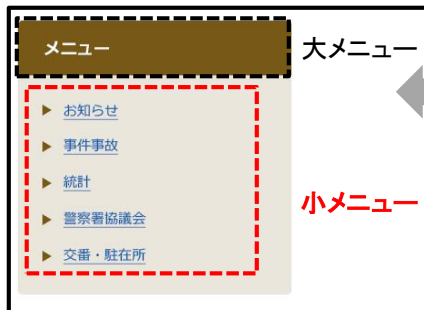 メニュー
大メニュー
お知らせ
事件事故
統計
小メニュー
警察署協議会
交番・駐在所